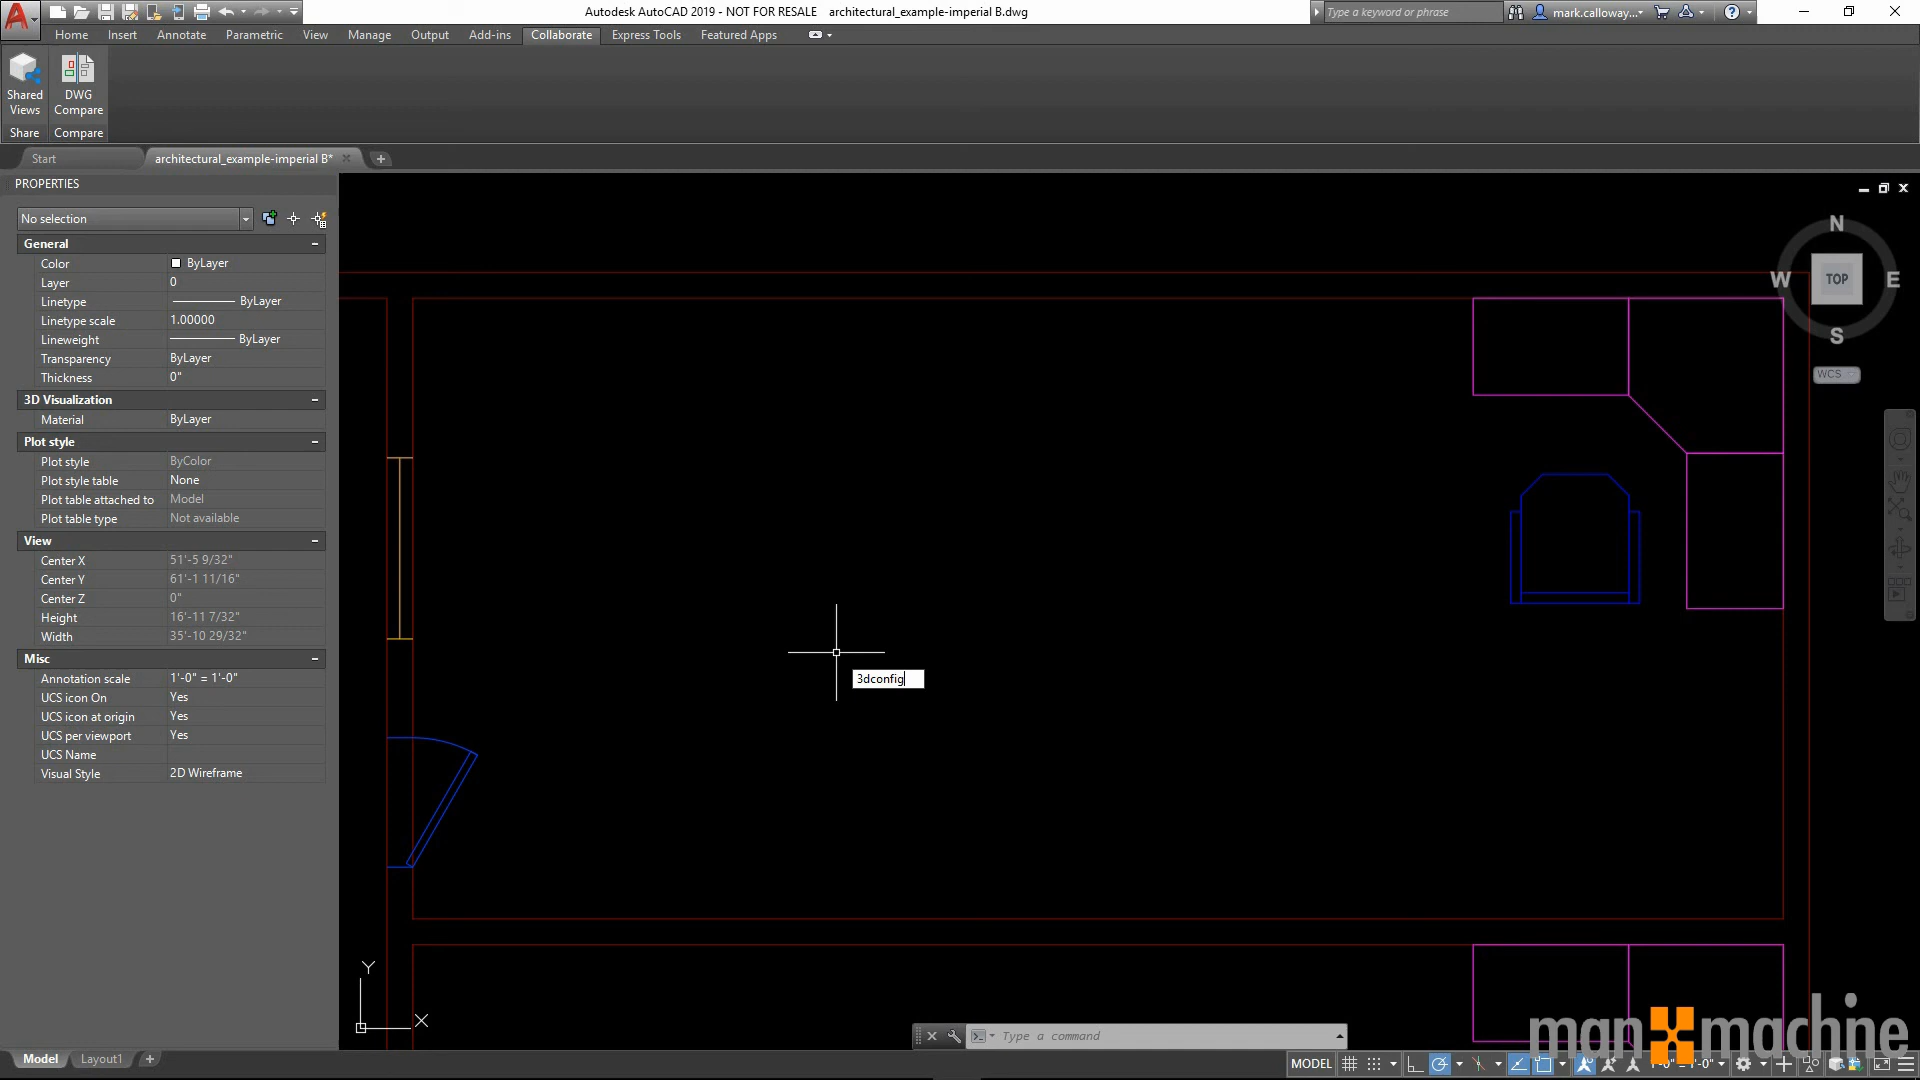 Autodesk AutoCAD 2019 - NOT FOR RESALE architectural_example-imperial B.dwg
Type a keyword or phrase
mark.calloway...
Home Insert Annotate Parametric View Manage Output Add-ins Collaborate Express Tools Featured Apps
Shared Views
DWG Compare
Share Compare
Start architectural_example-imperial B*
PROPERTIES
No selection
General
Color ByLayer
Layer 0
Linetype ByLayer
Linetype scale 1.00000
Lineweight ByLayer
Transparency ByLayer
Thickness 0"
3D Visualization
Material ByLayer
Plot style
Plot style ByColor
Plot style table None
Plot table attached to Model
Plot table type Not available
View
Center X 51'-5 9/32"
Center Y 61'-1 11/16"
Center Z 0"
Height 16'-11 7/32"
Width 35'-10 29/32"
Misc
Annotation scale 1'-0" = 1'-0"
UCS icon On Yes
UCS icon at origin Yes
UCS per viewport Yes
UCS Name
Visual Style 2D Wireframe
N
W TOP E
S
WCS
3dconfig
Y
X
Type a command
man machine
Model Layout1
MODEL
1'-0" = 1'-0"